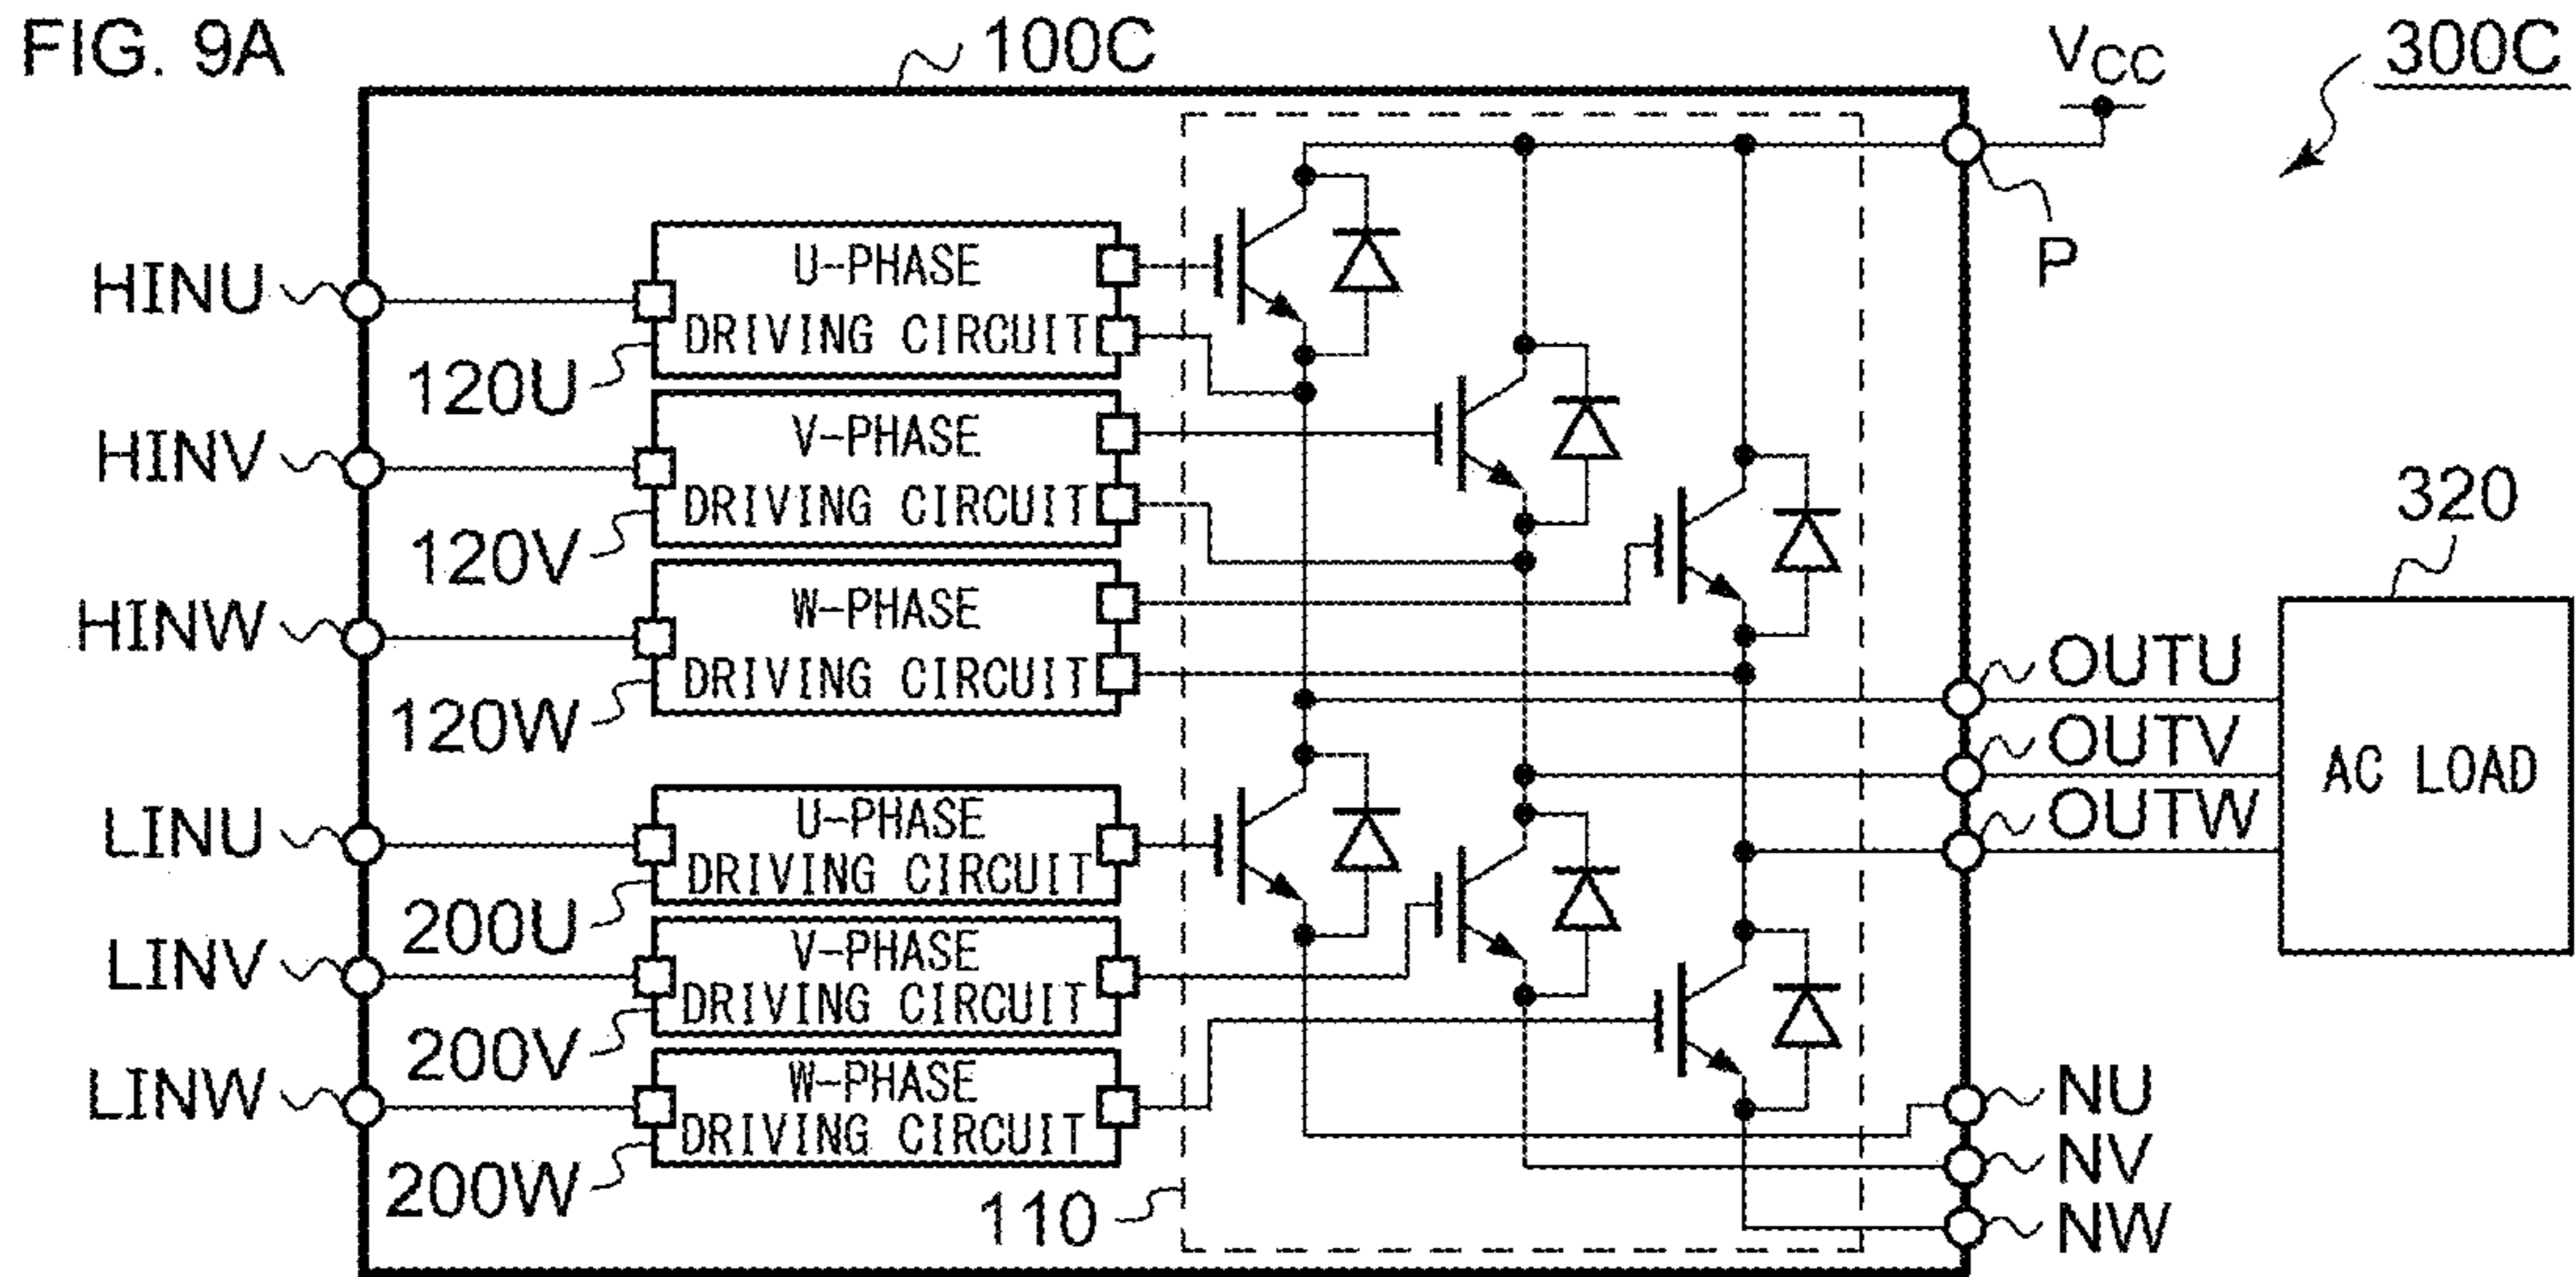 FIG. 9A
100C
VCC
300C
P
HINU
U-PHASE
DRIVING CIRCUIT
120U
HINV
V-PHASE
DRIVING CIRCUIT
120V
HINW
W-PHASE
DRIVING CIRCUIT
120W
320
AC LOAD
OUTU
OUTV
OUTW
LINU
U-PHASE
DRIVING CIRCUIT
200U
LINV
V-PHASE
DRIVING CIRCUIT
200V
LINW
W-PHASE
DRIVING CIRCUIT
200W
110
NU
NV
NW